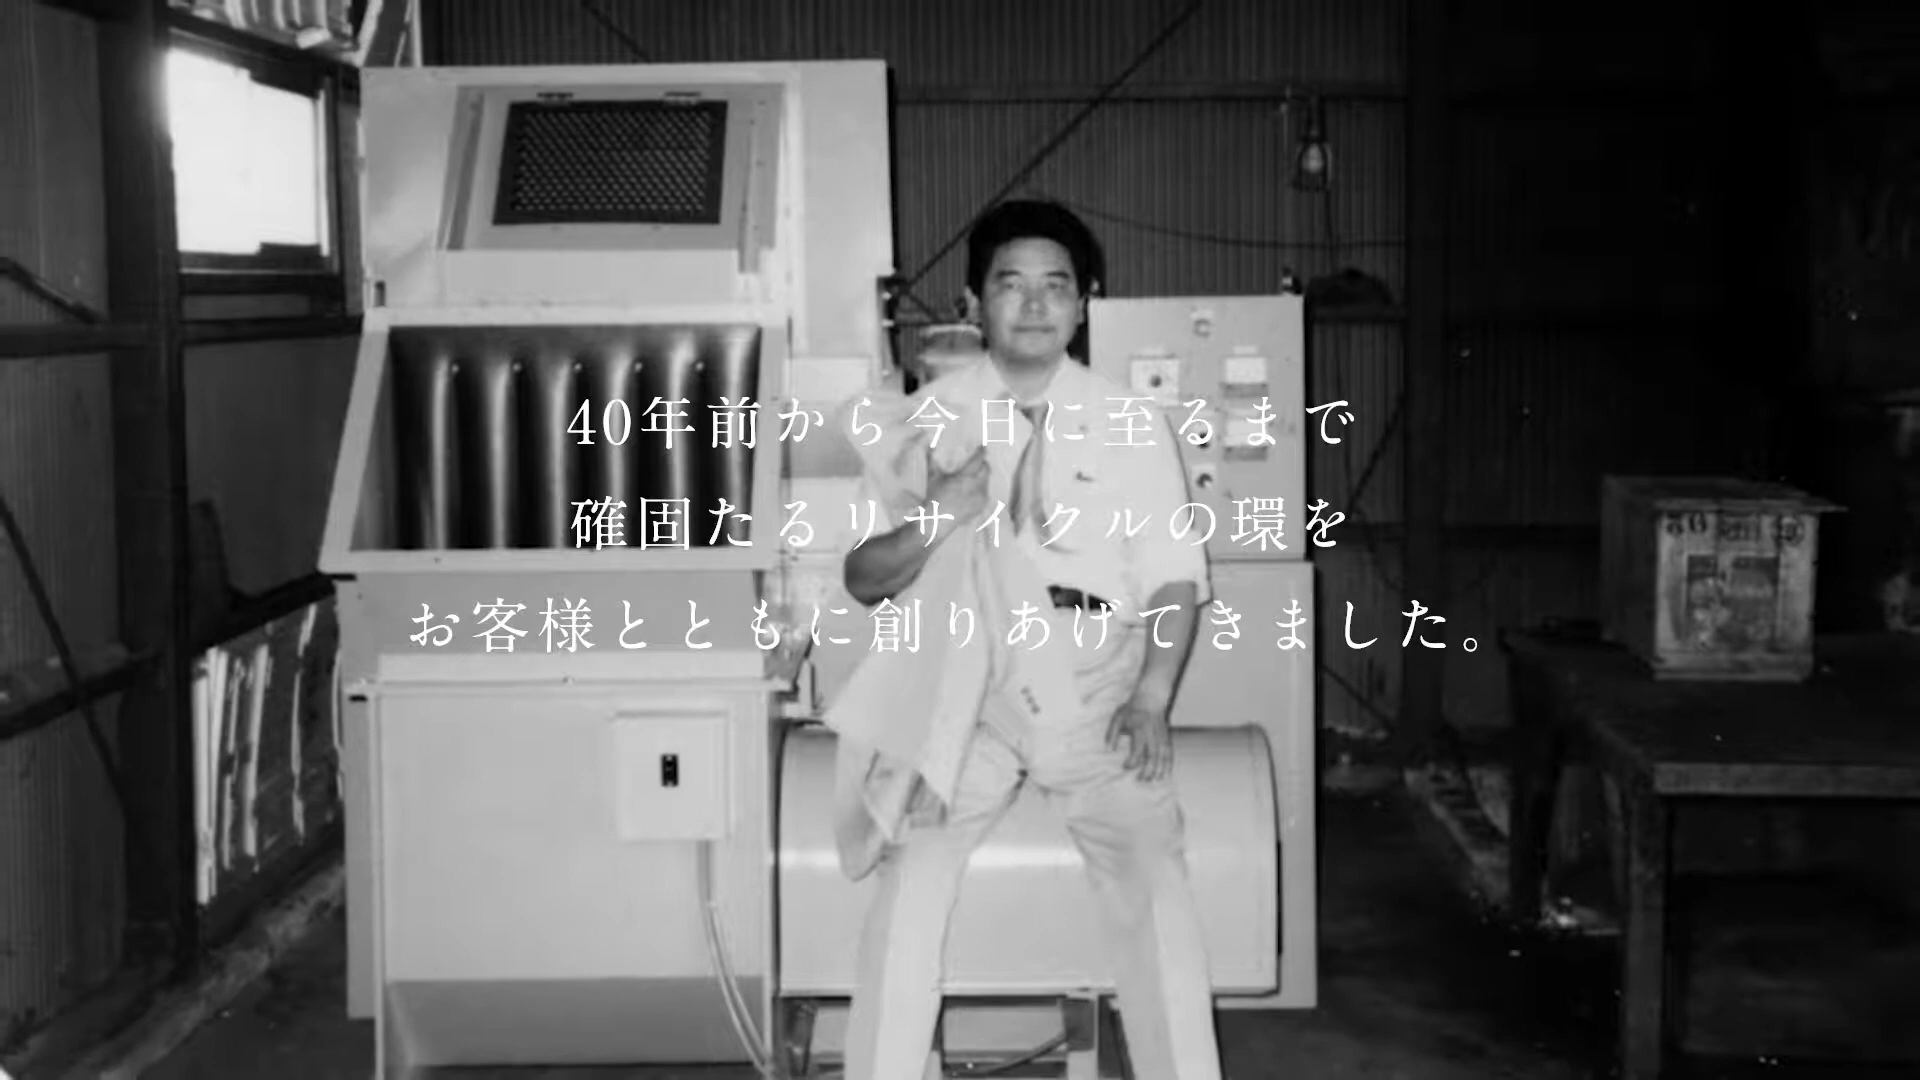 40年前から今日に至るまで
確固たるリサイクルの環を
お客様とともに創りあげてきました。